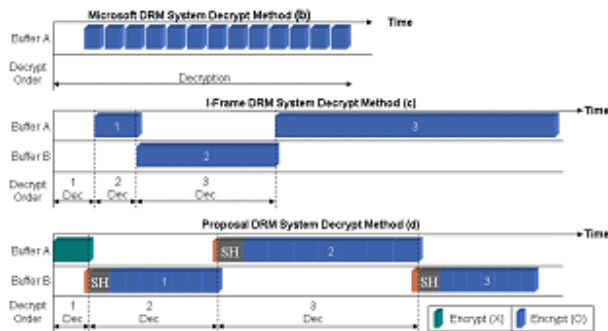 Microsoft DRM System Decrypt Method (b)
Time
Buffer A
Decrypt
Order
Decryption
I-Frame DRM System Decrypt Method (c)
Time
Buffer A
1
3
Buffer B
2
Decrypt
Order
1
Dec
2
Dec
3
Dec
Proposal DRM System Decrypt Method (d)
Time
Buffer A
SH
2
Buffer B
SH
1
SH
3
Decrypt
Order
1
Dec
2
Dec
3
Dec
Encrypt (X)
Encrypt (O)